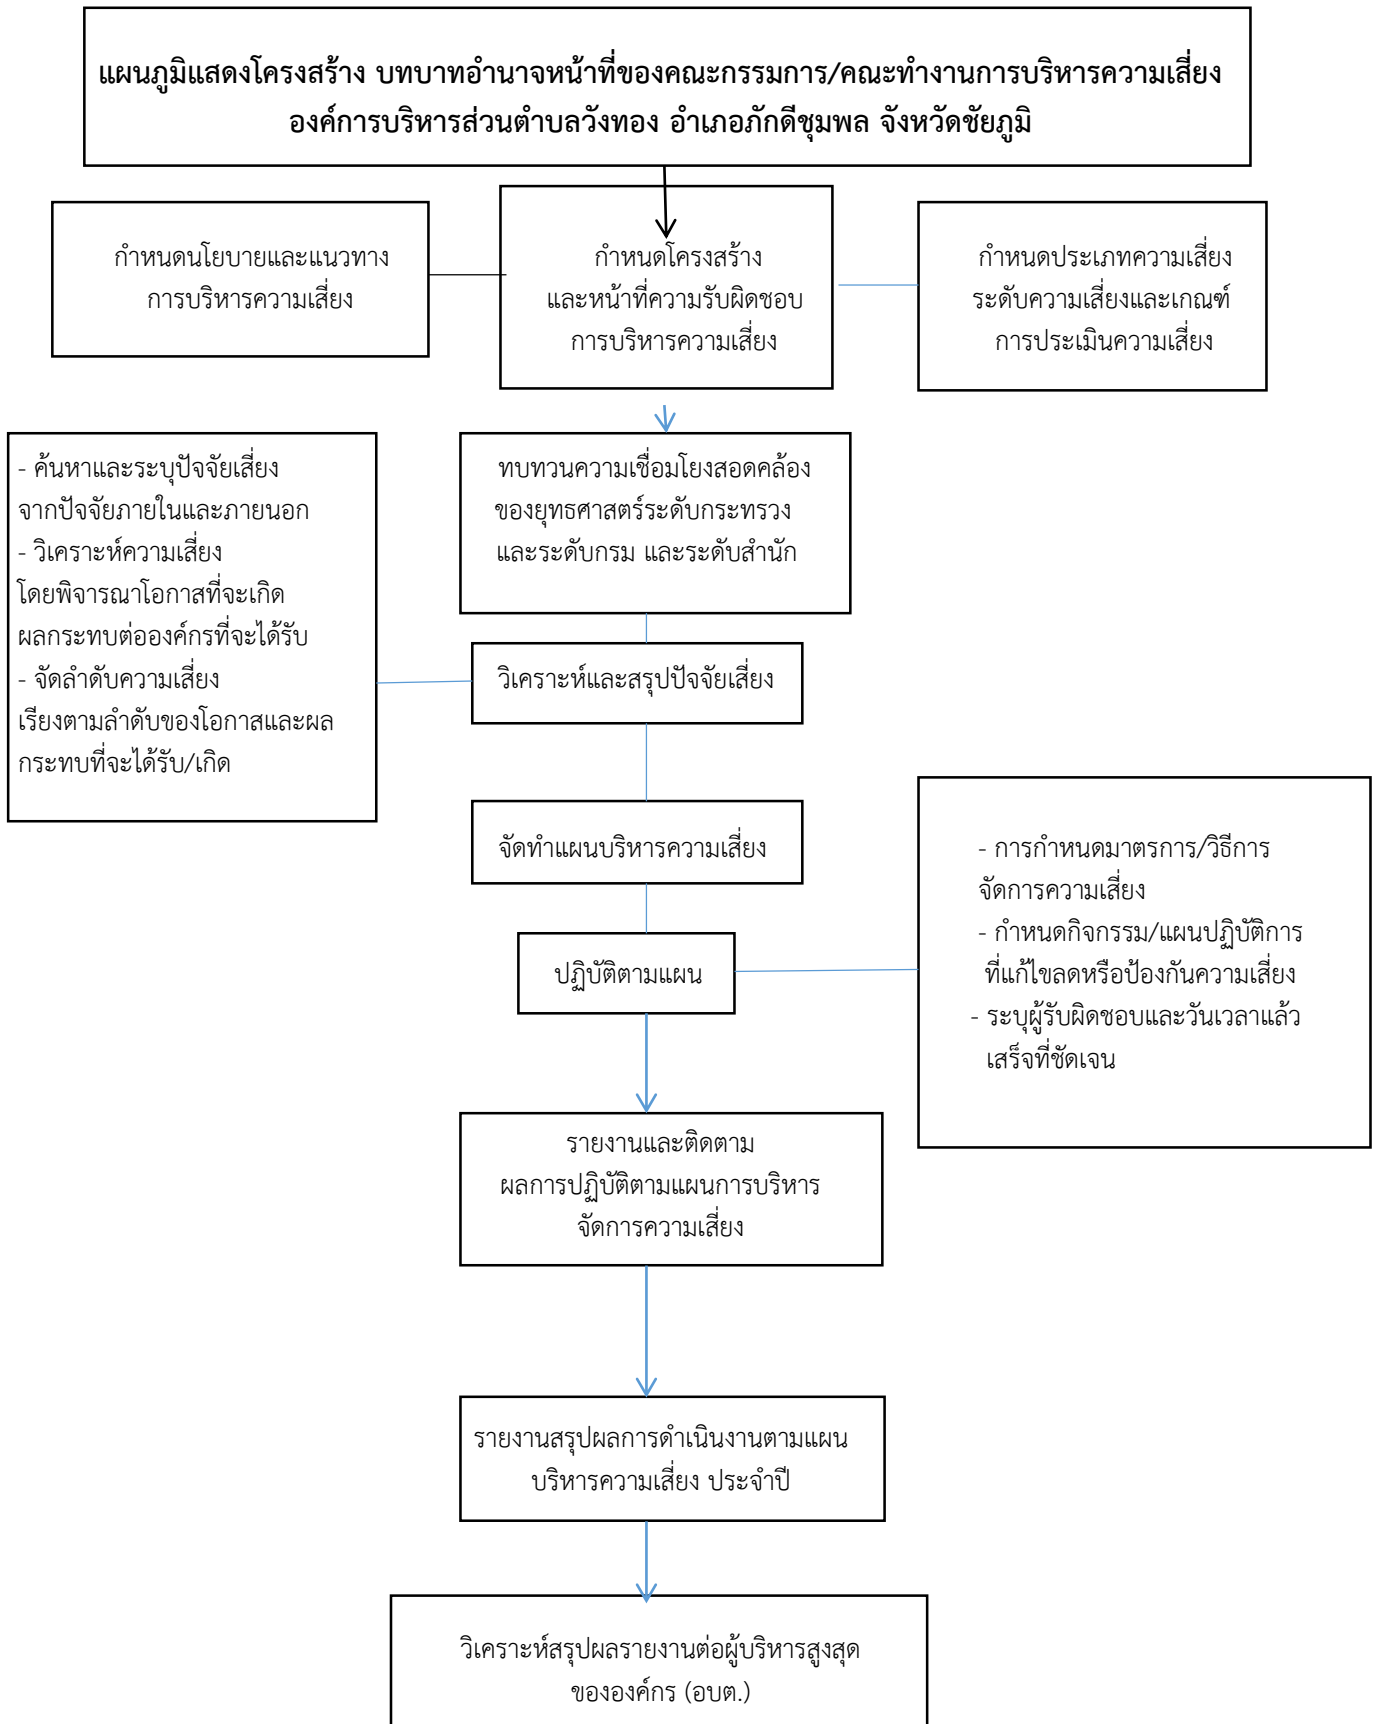 แผนภูมิแสดงโครงสร้าง บทบาทอำนาจหน้าที่ของคณะกรรมการ/คณะทำงานการบริหารความเสี่ยง
องค์การบริหารส่วนตำบลวังทอง อำเภอภักดีชุมพล จังหวัดชัยภูมิ
กำหนดนโยบายและแนวทาง
การบริหารความเสี่ยง
กำหนดโครงสร้าง
และหน้าที่ความรับผิดชอบ
การบริหารความเสี่ยง
กำหนดประเภทความเสี่ยง
ระดับความเสี่ยงและเกณฑ์
การประเมินความเสี่ยง
- ค้นหาและระบุปัจจัยเสี่ยง
จากปัจจัยภายในและภายนอก
- วิเคราะห์ความเสี่ยง
โดยพิจารณาโอกาสที่จะเกิด
ผลกระทบต่อองค์กรที่จะได้รับ
- จัดลำดับความเสี่ยง
เรียงตามลำดับของโอกาสและผล
กระทบที่จะได้รับ/เกิด
ทบทวนความเชื่อมโยงสอดคล้อง
ของยุทธศาสตร์ระดับกระทรวง
และระดับกรม และระดับสำนัก
วิเคราะห์และสรุปปัจจัยเสี่ยง
จัดทำแผนบริหารความเสี่ยง
ปฏิบัติตามแผน
- การกำหนดมาตรการ/วิธีการ
จัดการความเสี่ยง
- กำหนดกิจกรรม/แผนปฏิบัติการ
ที่แก้ไขลดหรือป้องกันความเสี่ยง
- ระบุผู้รับผิดชอบและวันเวลาแล้ว
เสร็จที่ชัดเจน
รายงานและติดตาม
ผลการปฏิบัติตามแผนการบริหาร
จัดการความเสี่ยง
รายงานสรุปผลการดำเนินงานตามแผน
บริหารความเสี่ยง ประจำปี
วิเคราะห์สรุปผลรายงานต่อผู้บริหารสูงสุด
ขององค์กร (อบต.)